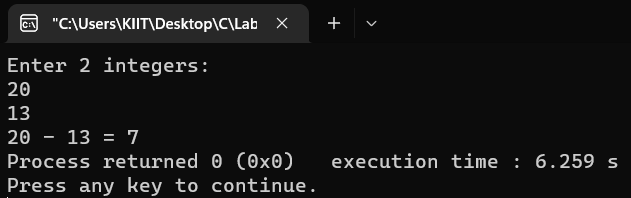 "C:\Users\KIIT\Desktop\C\Lab
Enter 2 integers:
20
13
20 - 13 = 7
Process returned 0 (0x0)   execution time : 6.259 s
Press any key to continue.